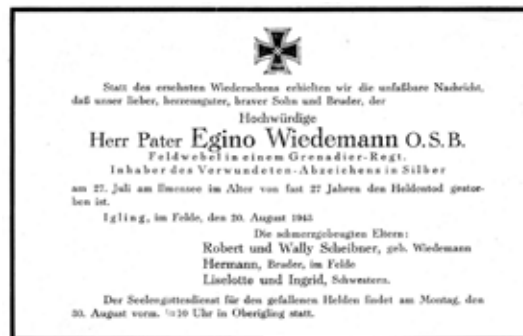 Statt des ersehnten Wiedersehens erhielten wir die unfaßbare Nachricht,
daß unser lieber, herzensguter, braver Sohn und Bruder, der
Hochwürdige
Herr Pater Egino Wiedemann O.S.B.
Feldwebel in einem Grenadier-Regt.
Inhaber des Verwundeten-Abzeichens in Silber
am 27. Juli am Ilmensee im Alter von fast 27 Jahren den Heldentod gestor-
ben ist.
Igling, im Felde, den 20. August 1943
Die schmerzgebeugten Eltern:
Robert und Wally Scheibner, geb. Wiedemann
Hermann, Bruder, im Felde
Liselotte und Ingrid, Schwestern.
Der Seelengottendienst für den gefallenen Helden findet am Montag, den
30. August vorm. ½10 Uhr in Oberigling statt.